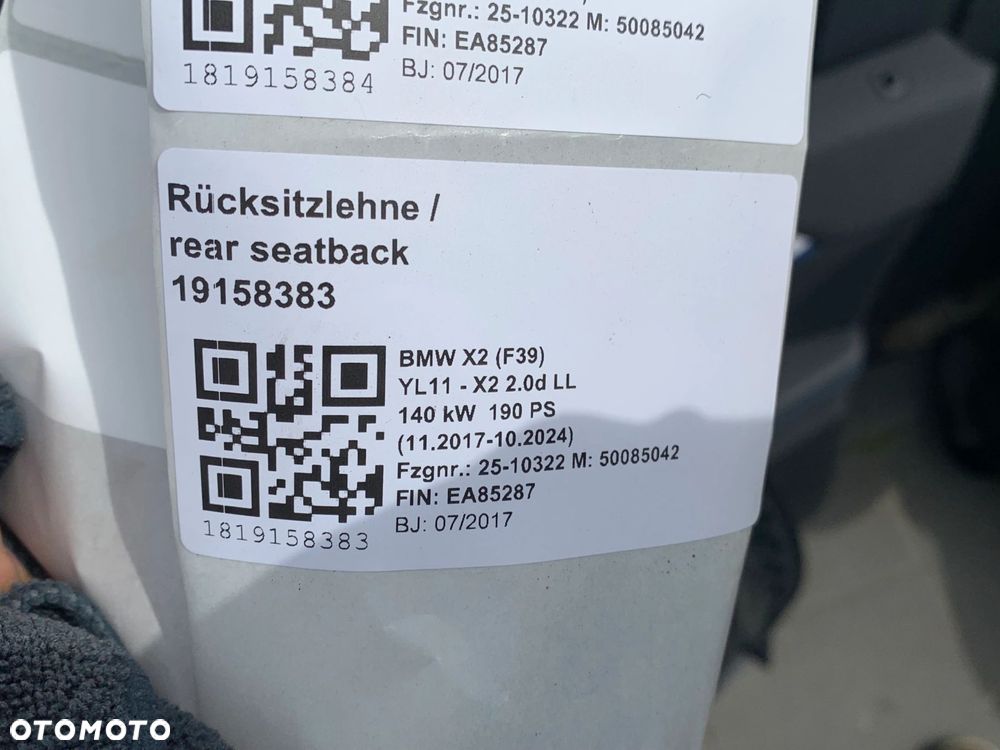 Fzgnr.: 25-10322 M: 50085042
FIN: EA85287
BJ: 07/2017
1819158384
Rücksitzlehne /
rear seatback
19158383
BMW X2 (F39)
YL11 - X2 2.0d LL
140 kW 190 PS
(11.2017-10.2024)
Fzgnr.: 25-10322 M: 50085042
FIN: EA85287
BJ: 07/2017
1819158383
OTOMOTO